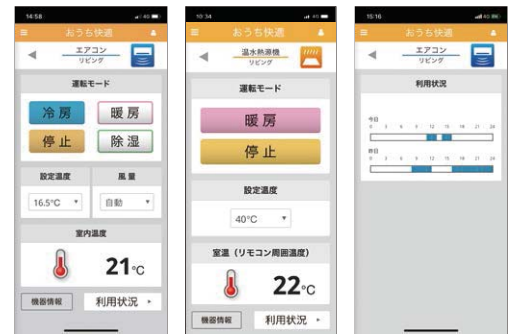 14:58
4G
おうち快適
エアコン
リビング
運転モード
冷房
暖房
停止
除湿
設定温度
風量
16.5℃
自動
室内温度
21℃
機器情報
利用状況
10:34
4G
おうち快適
温水熱源機
リビング
運転モード
暖房
停止
設定温度
40℃
室温(リモコン周囲温度)
22℃
機器情報
利用状況
15:16
4G
おうち快適
エアコン
リビング
利用状況
今日
0 3 6 9 12 15 18 21 24
昨日
0 3 6 9 12 15 18 21 24